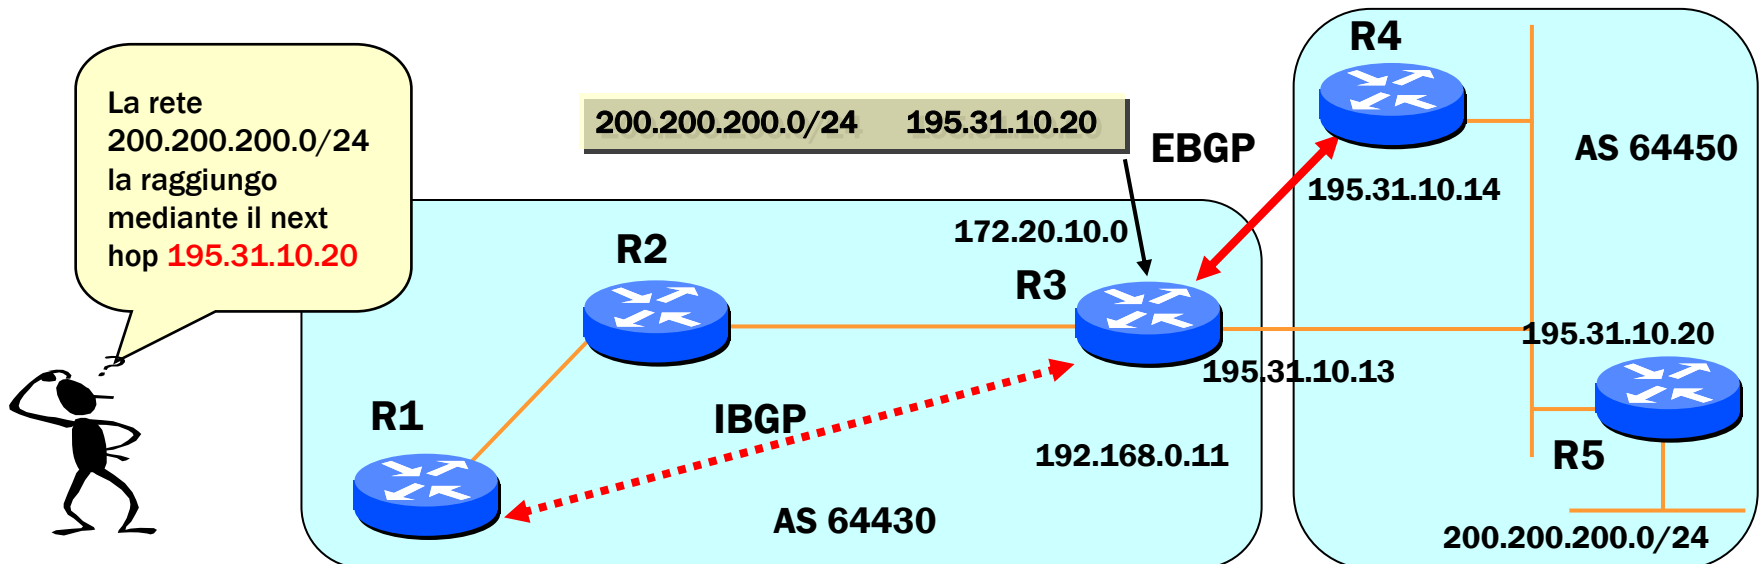 R4
La rete
200.200.200.0/24
la raggiungo
mediante il next
hop 195.31.10.20
200.200.200.0/24 195.31.10.20
EBGP
AS 64450
195.31.10.14
172.20.10.0
R2
R3
195.31.10.20
195.31.10.13
R1
IBGP
192.168.0.11
R5
AS 64430
200.200.200.0/24